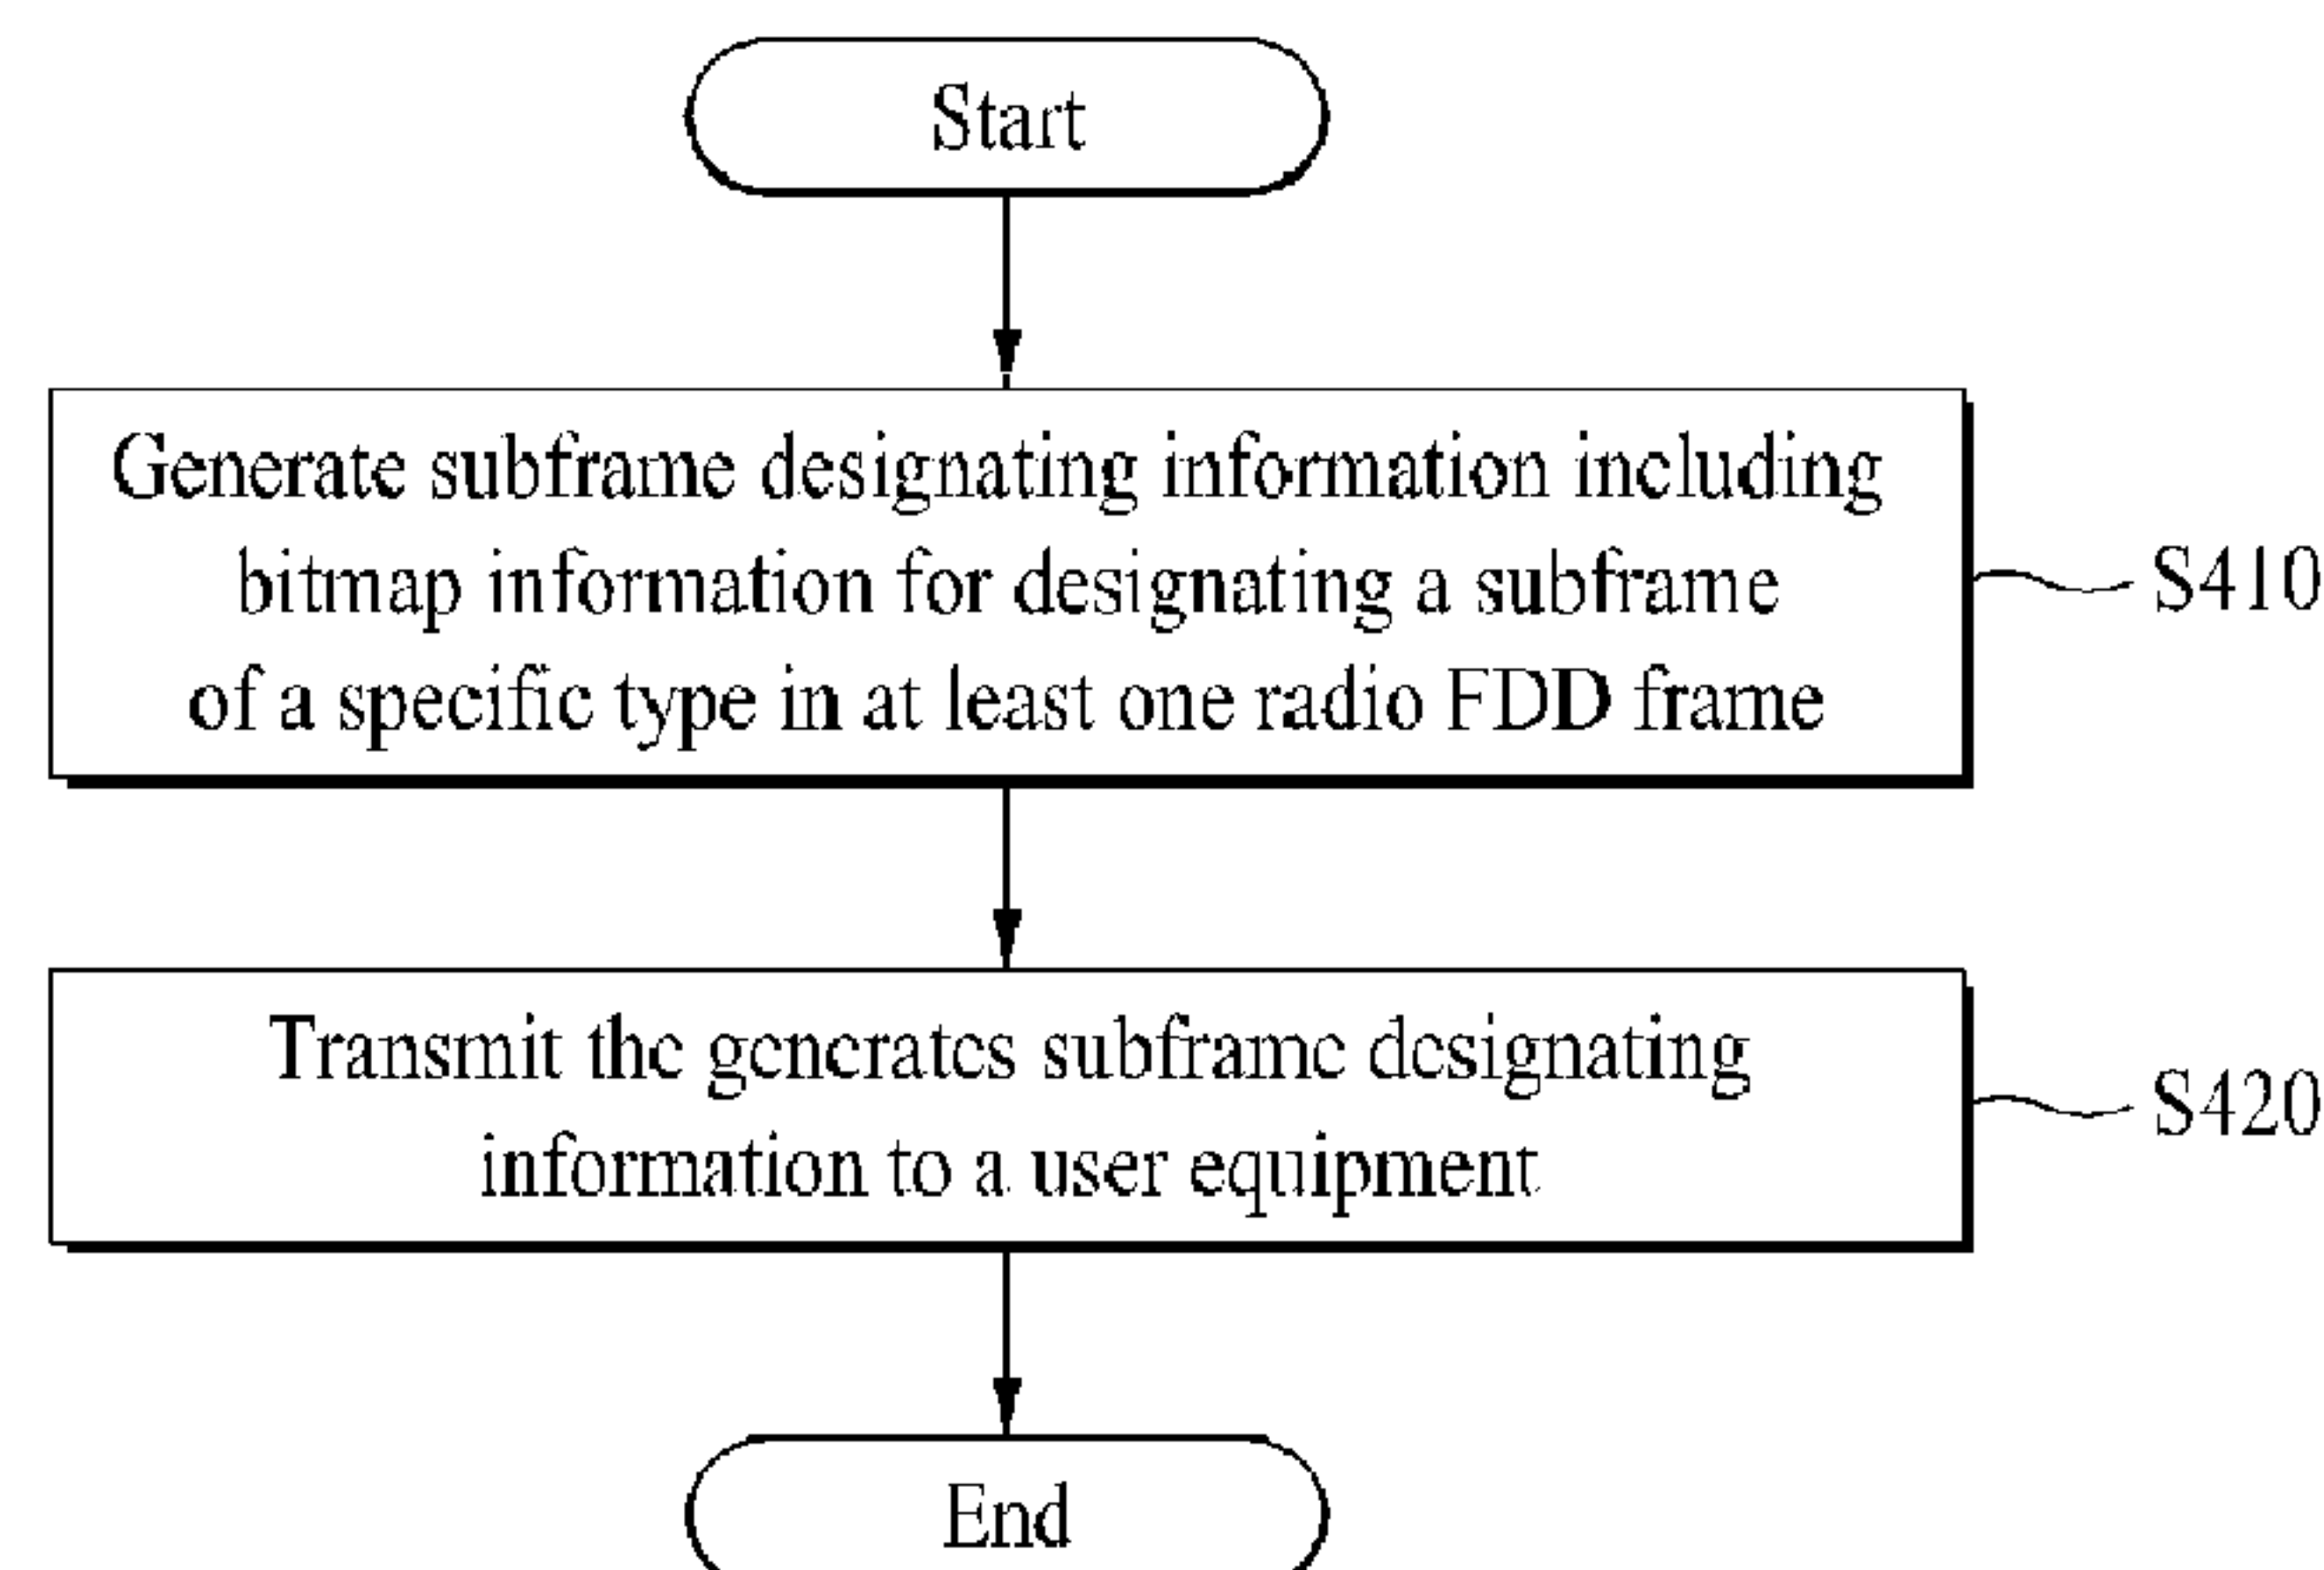 Start
Generate subframe designating information including
bitmap information for designating a subframe
of a specific type in at least one radio FDD frame
S410
Transmit the generates subframe designating
information to a user equipment
S420
End